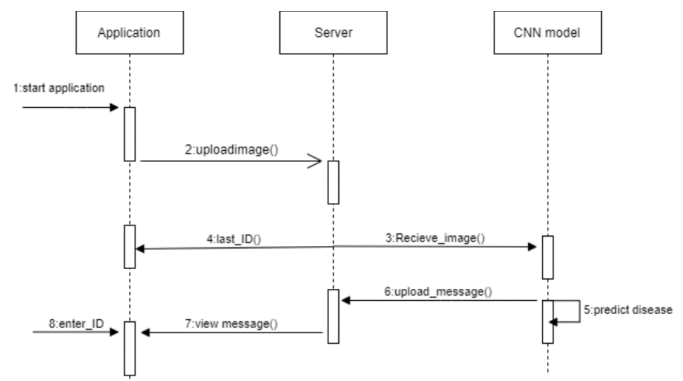 Application
Server
CNN model
1:start application
2:uploadimage()
4:last_ID()
3:Recieve_image()
6:upload_message()
5:predict disease
8:enter_ID
7:view message()